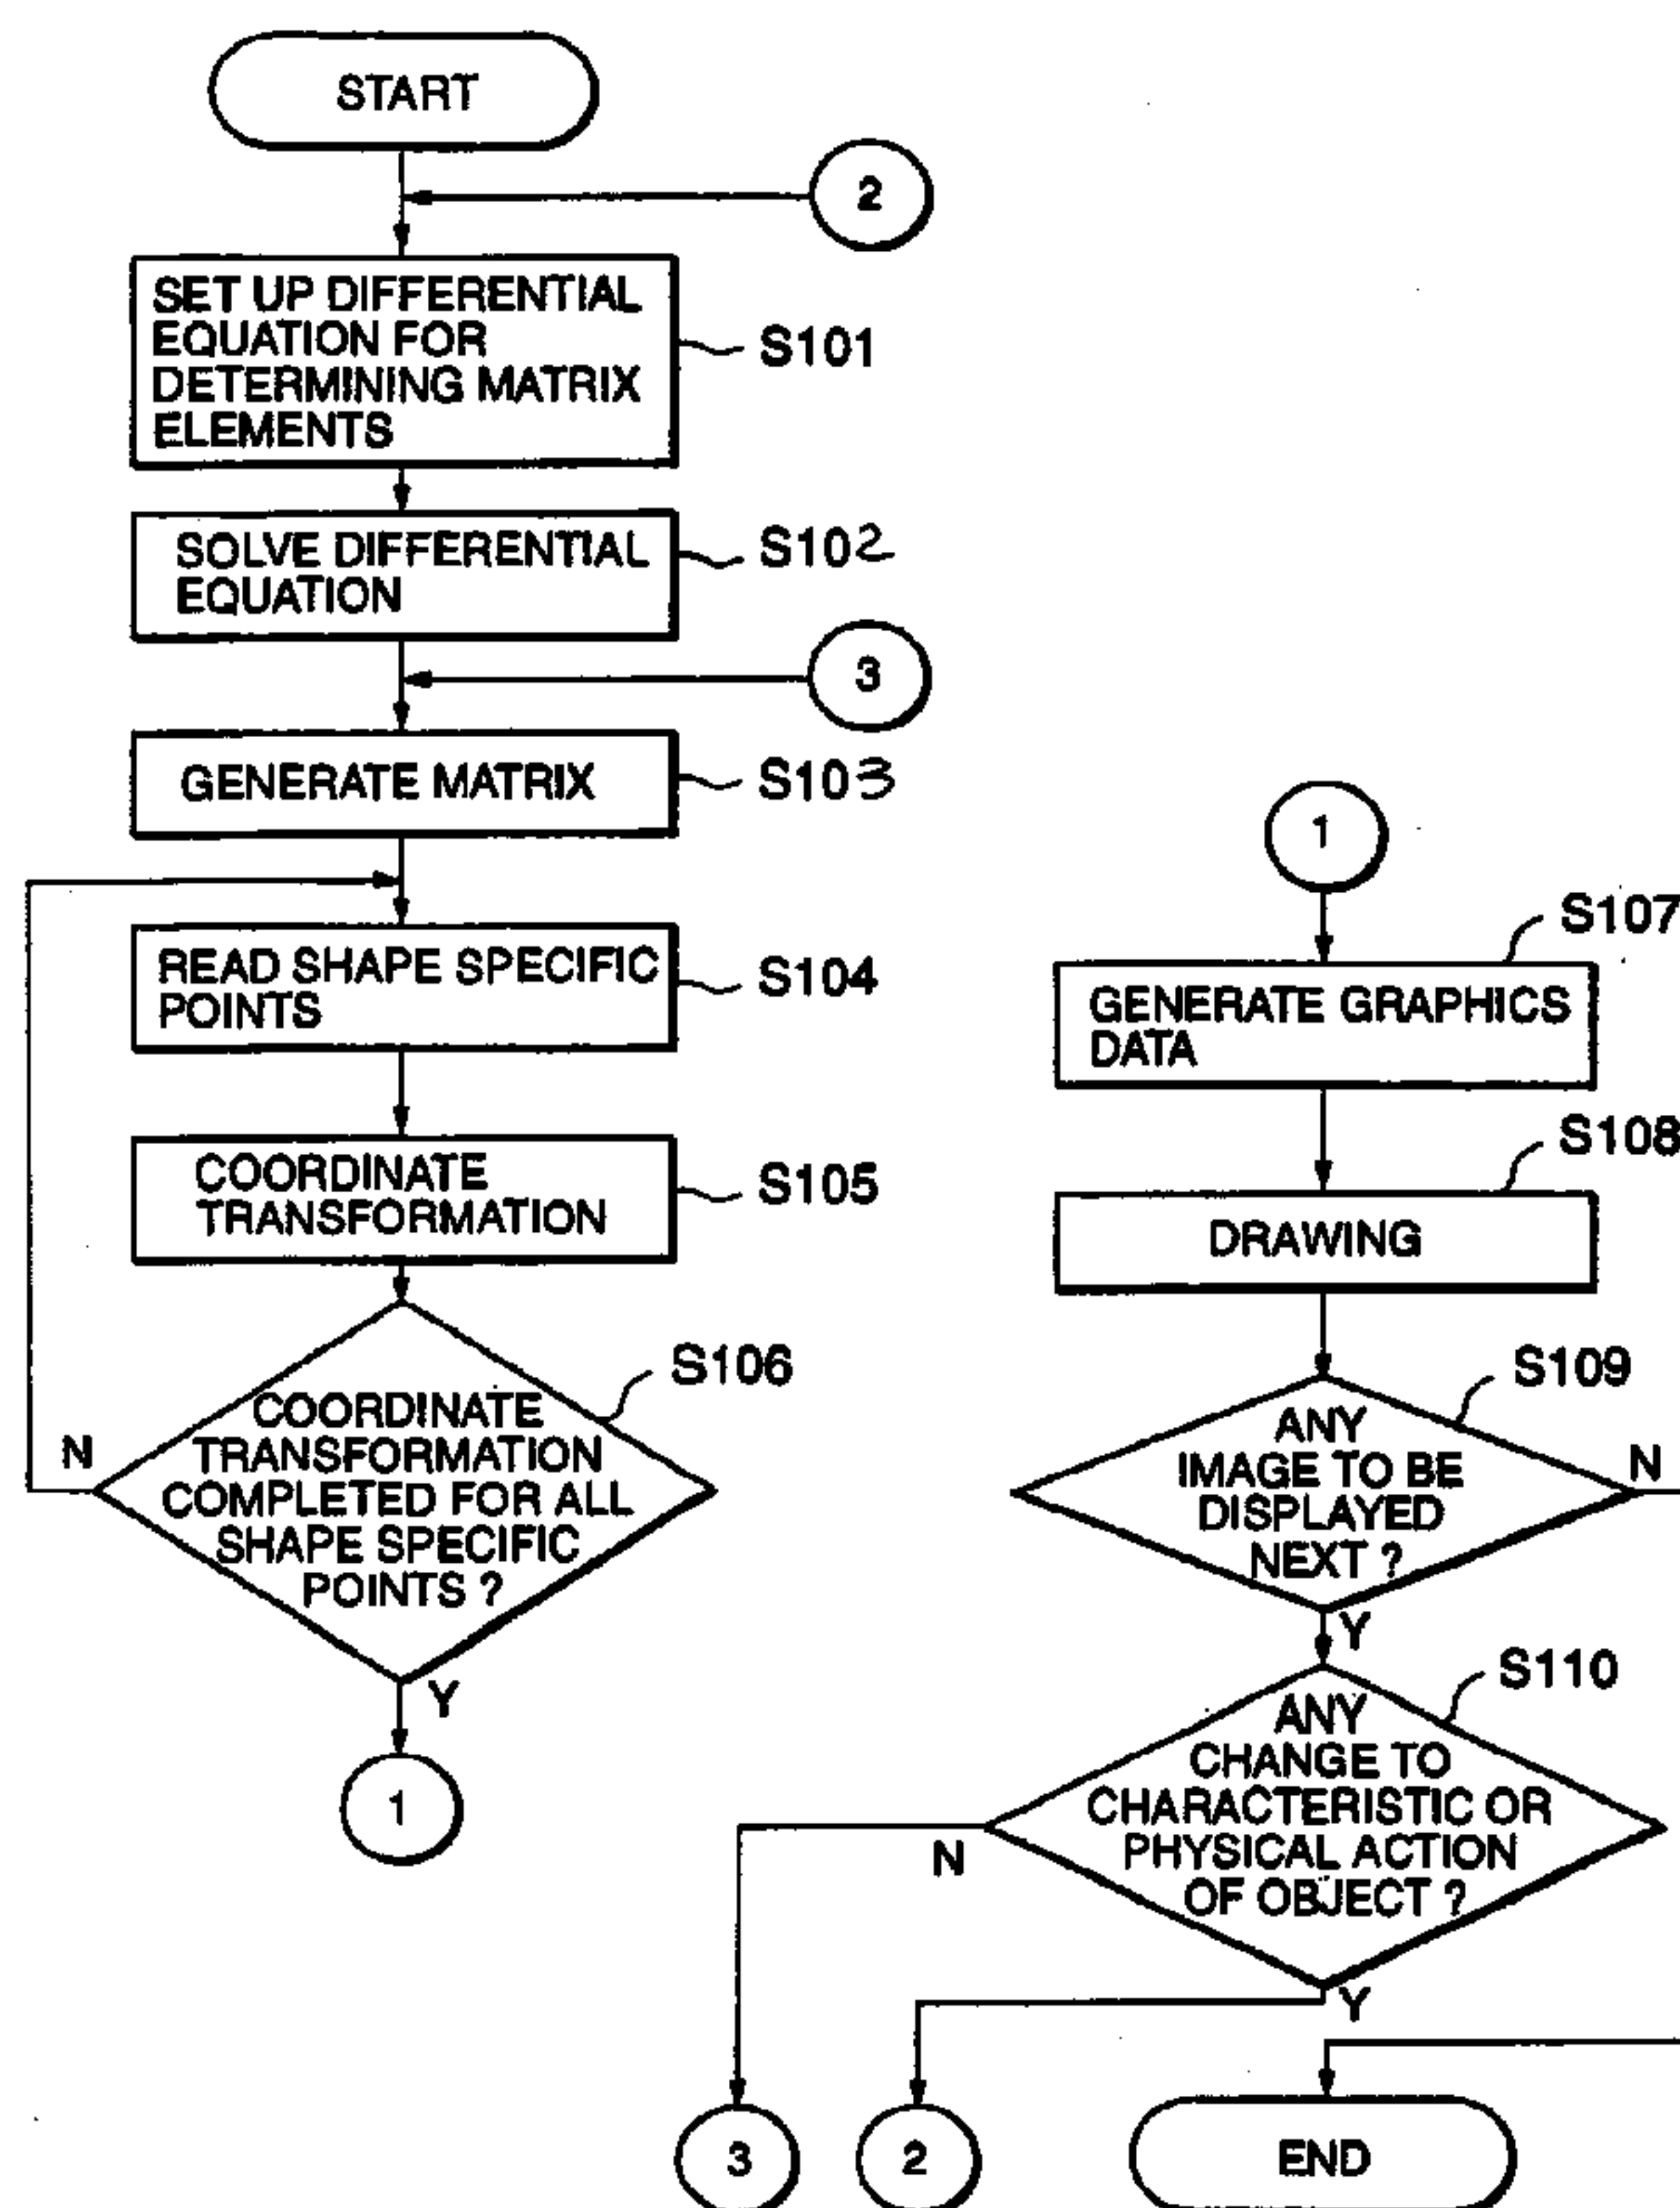 START
2
SET UP DIFFERENTIAL
EQUATION FOR
DETERMINING MATRIX
ELEMENTS
S101
SOLVE DIFFERENTIAL
EQUATION
S102
3
GENERATE MATRIX
S103
READ SHAPE SPECIFIC
POINTS
S104
COORDINATE
TRANSFORMATION
S105
S106
COORDINATE
TRANSFORMATION
COMPLETED FOR ALL
SHAPE SPECIFIC
POINTS ?
N
Y
1
1
S107
GENERATE GRAPHICS
DATA
S108
DRAWING
S109
ANY
IMAGE TO BE
DISPLAYED
NEXT ?
N
Y
S110
ANY
CHANGE TO
CHARACTERISTIC OR
PHYSICAL ACTION
OF OBJECT ?
N
Y
3
2
END